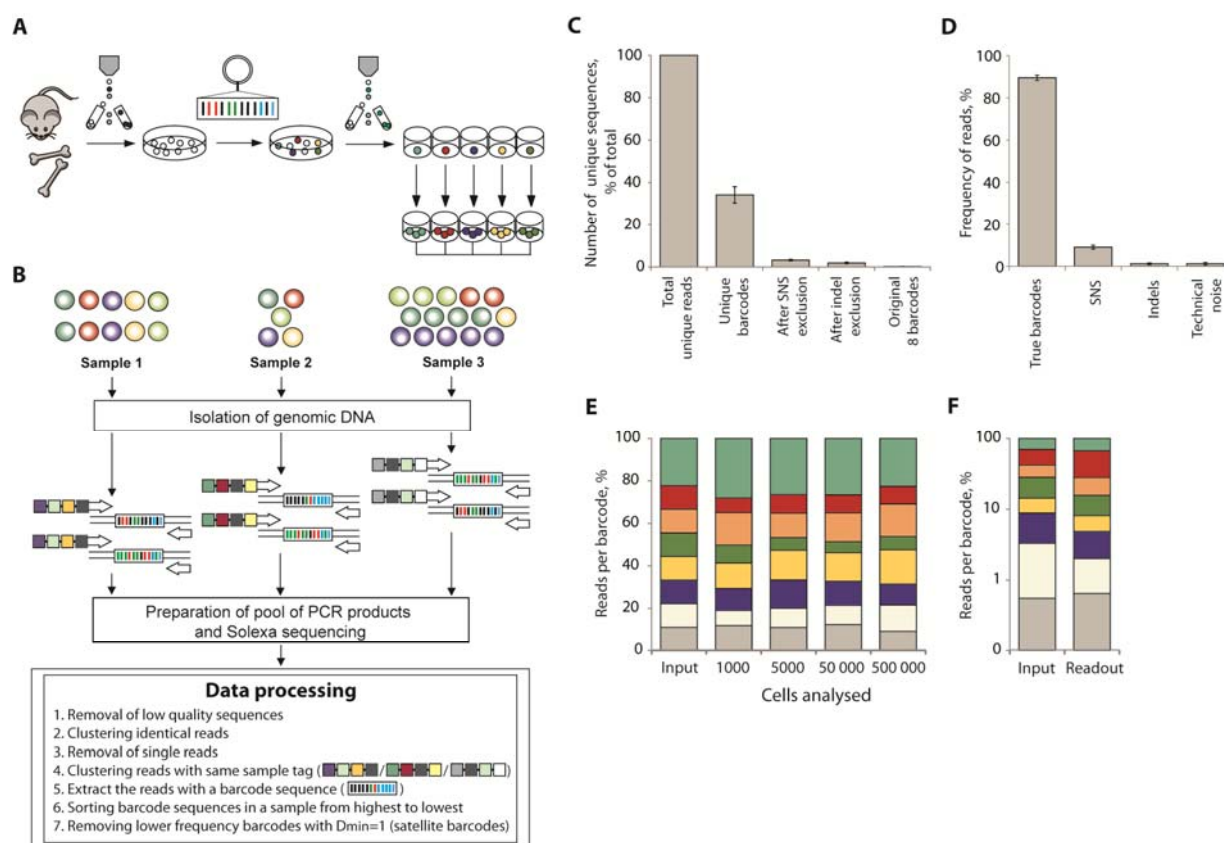 A
B
Sample 1
Sample 2
Sample 3
Isolation of genomic DNA
Preparation of pool of PCR products
and Solexa sequencing
Data processing
1. Removal of low quality sequences
2. Clustering identical reads
3. Removal of single reads
4. Clustering reads with same sample tag ( / / )
5. Extract the reads with a barcode sequence ( )
6. Sorting barcode sequences in a sample from highest to lowest
7. Removing lower frequency barcodes with Dmin=1 (satellite barcodes)
C
Number of unique sequences,
% of total
100
80
60
40
20
0
Total
unique reads
Unique
barcodes
After SNS
exclusion
After indel
exclusion
Original
8 barcodes
D
Frequency of reads, %
100
80
60
40
20
0
True barcodes
SNS
Indels
Technical
noise
E
Reads per barcode, %
100
80
60
40
20
0
Input
1000
5000
50 000
500 000
Cells analysed
F
Reads per barcode, %
100
10
1
0
Input
Readout